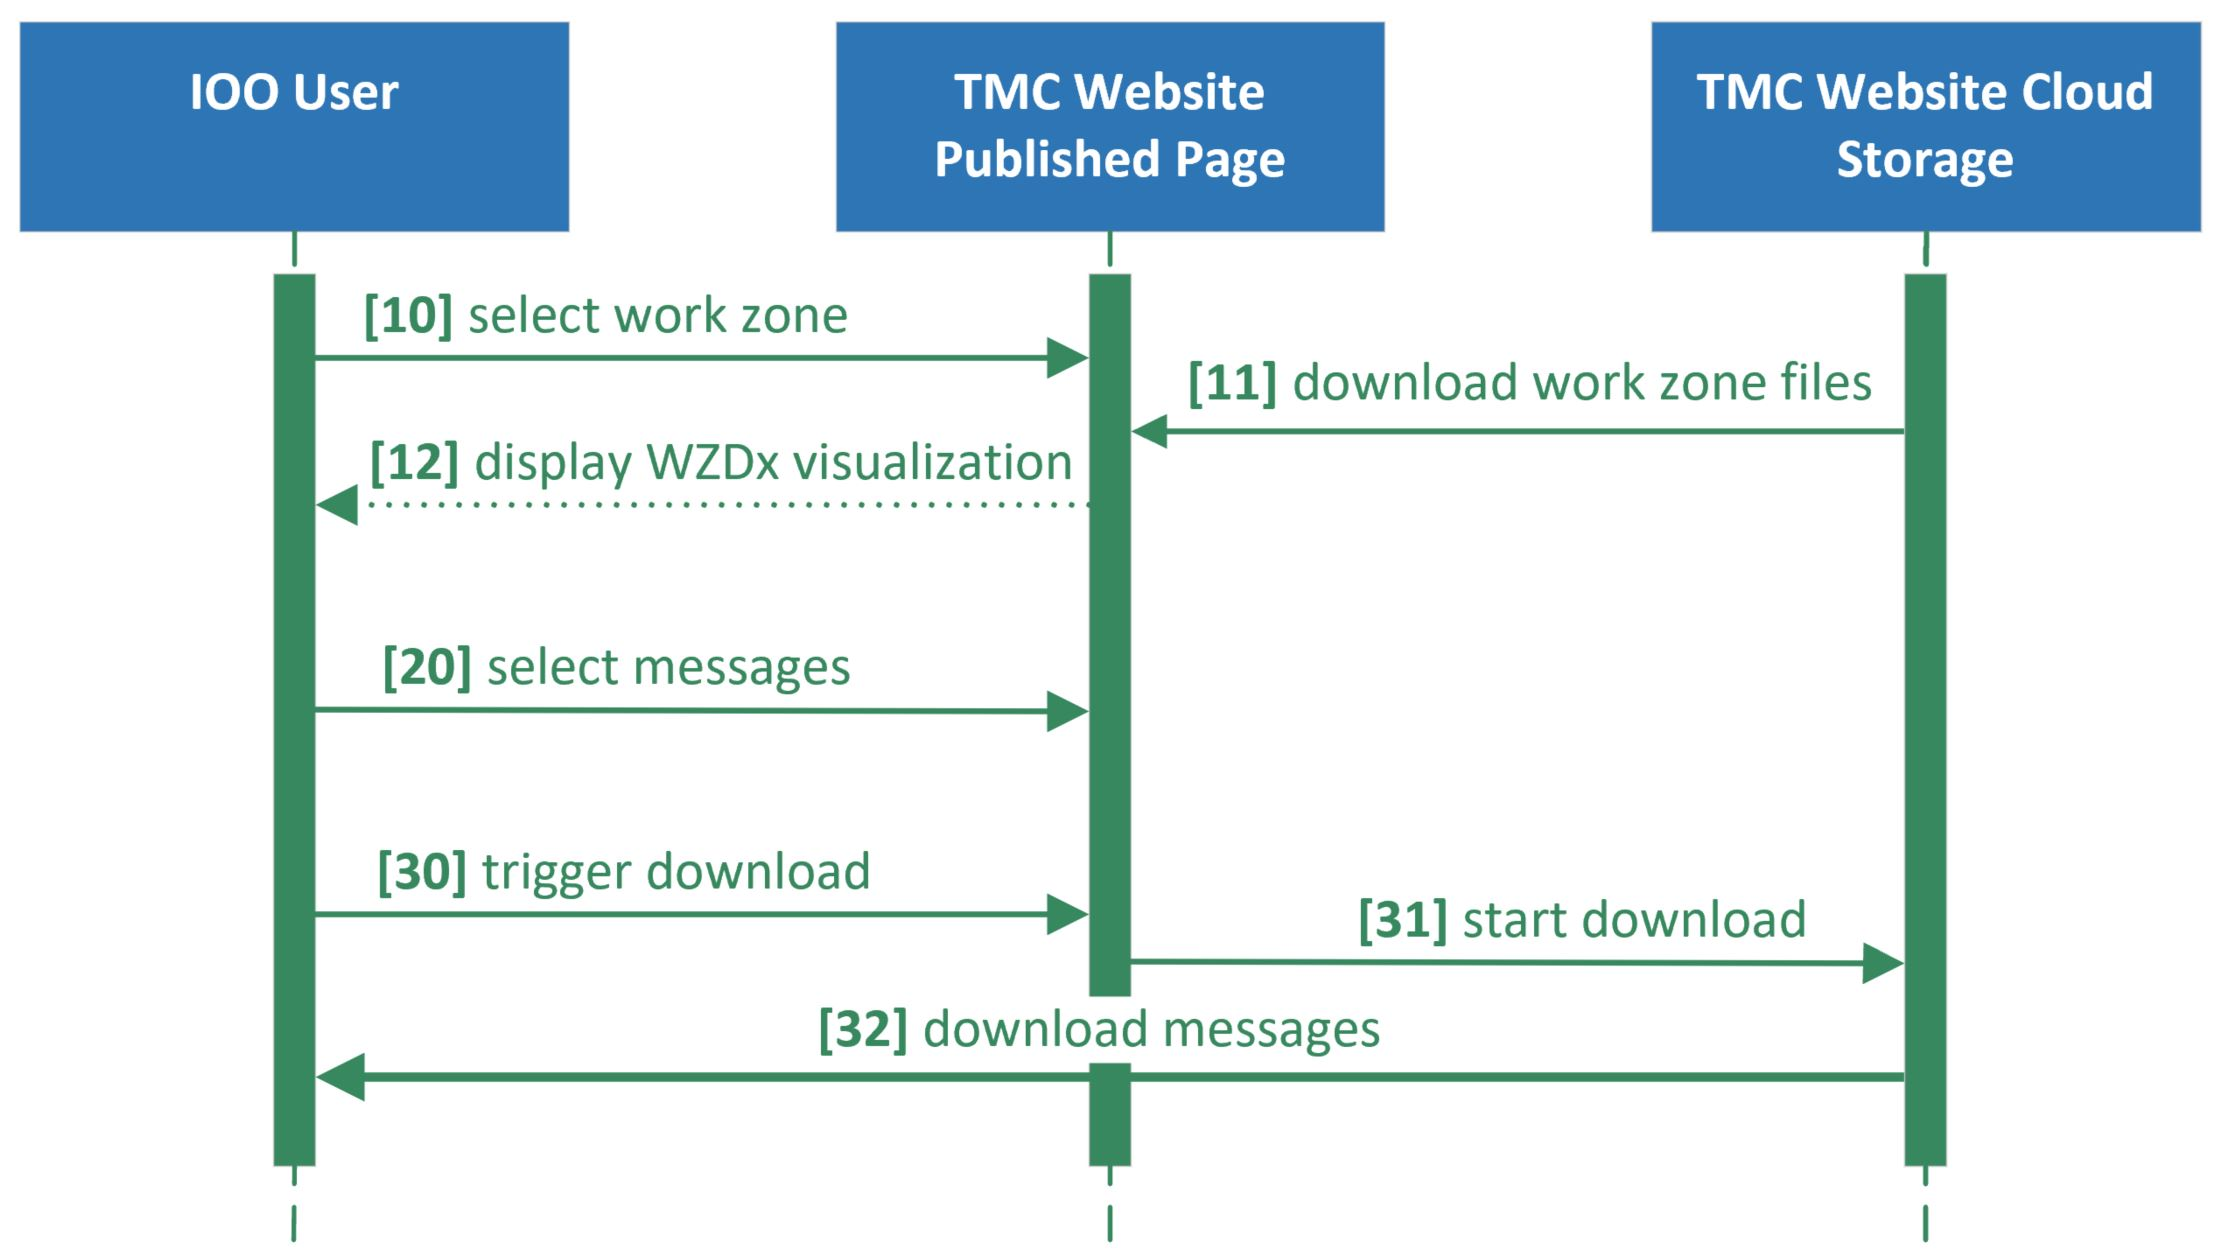 IOO User
TMC Website
Published Page
TMC Website Cloud
Storage
[10] select work zone
[11] download work zone files
[12] display WZDx visualization
[20] select messages
[30] trigger download
[31] start download
[32] download messages